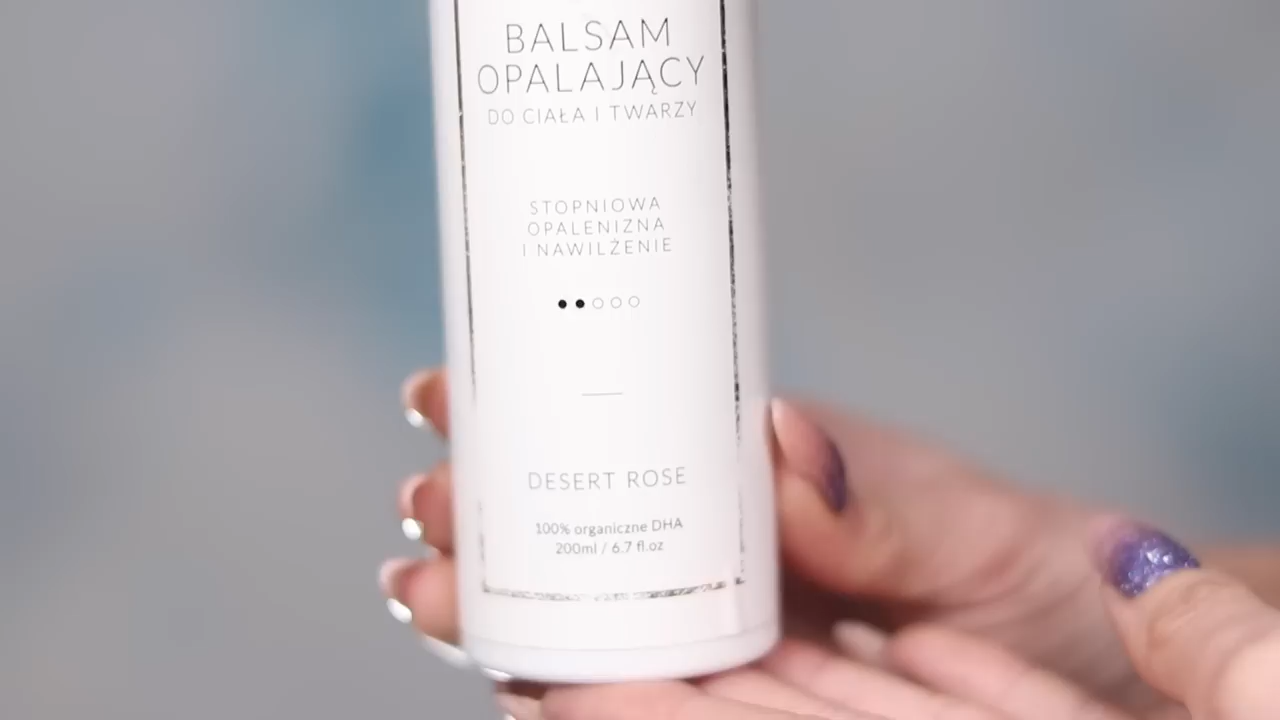 BALSAM
OPALAJĄCY
DO CIAŁA I TWARZY
STOPNIOWA
OPALENIZNA
I NAWILŻENIE
DESERT ROSE
100% organiczne DHA
200ml / 6.7 fl.oz